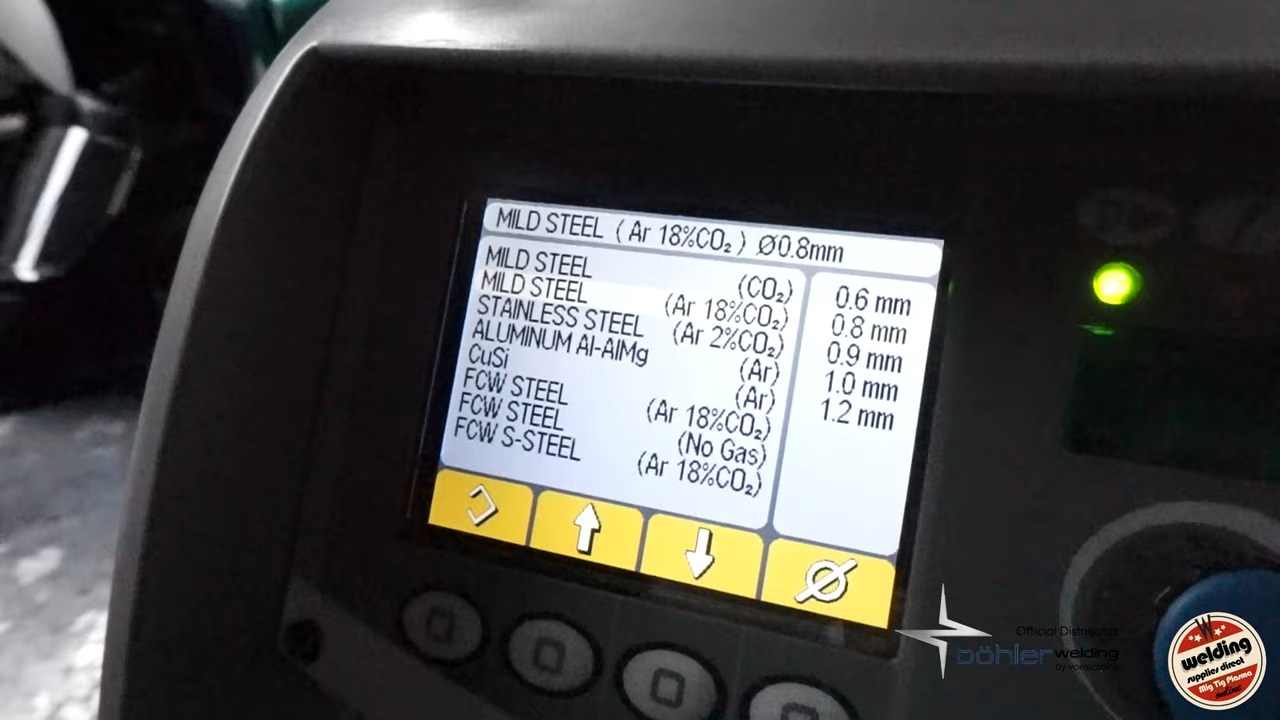 MILD STEEL ( Ar 18%CO₂ ) Ø0.8mm
MILD STEEL (CO₂)
MILD STEEL (Ar 18%CO₂)
STAINLESS STEEL (Ar 2%CO₂)
ALUMINUM Al-AlMg (Ar)
CuSi (Ar)
FCW STEEL (Ar 18%CO₂)
FCW STEEL (No Gas)
FCW S-STEEL (Ar 18%CO₂)
0.6 mm
0.8 mm
0.9 mm
1.0 mm
1.2 mm
Official Distributor
böhler welding
by voestalpine
W
welding
supplies direct
Mig Tig Plasma
online